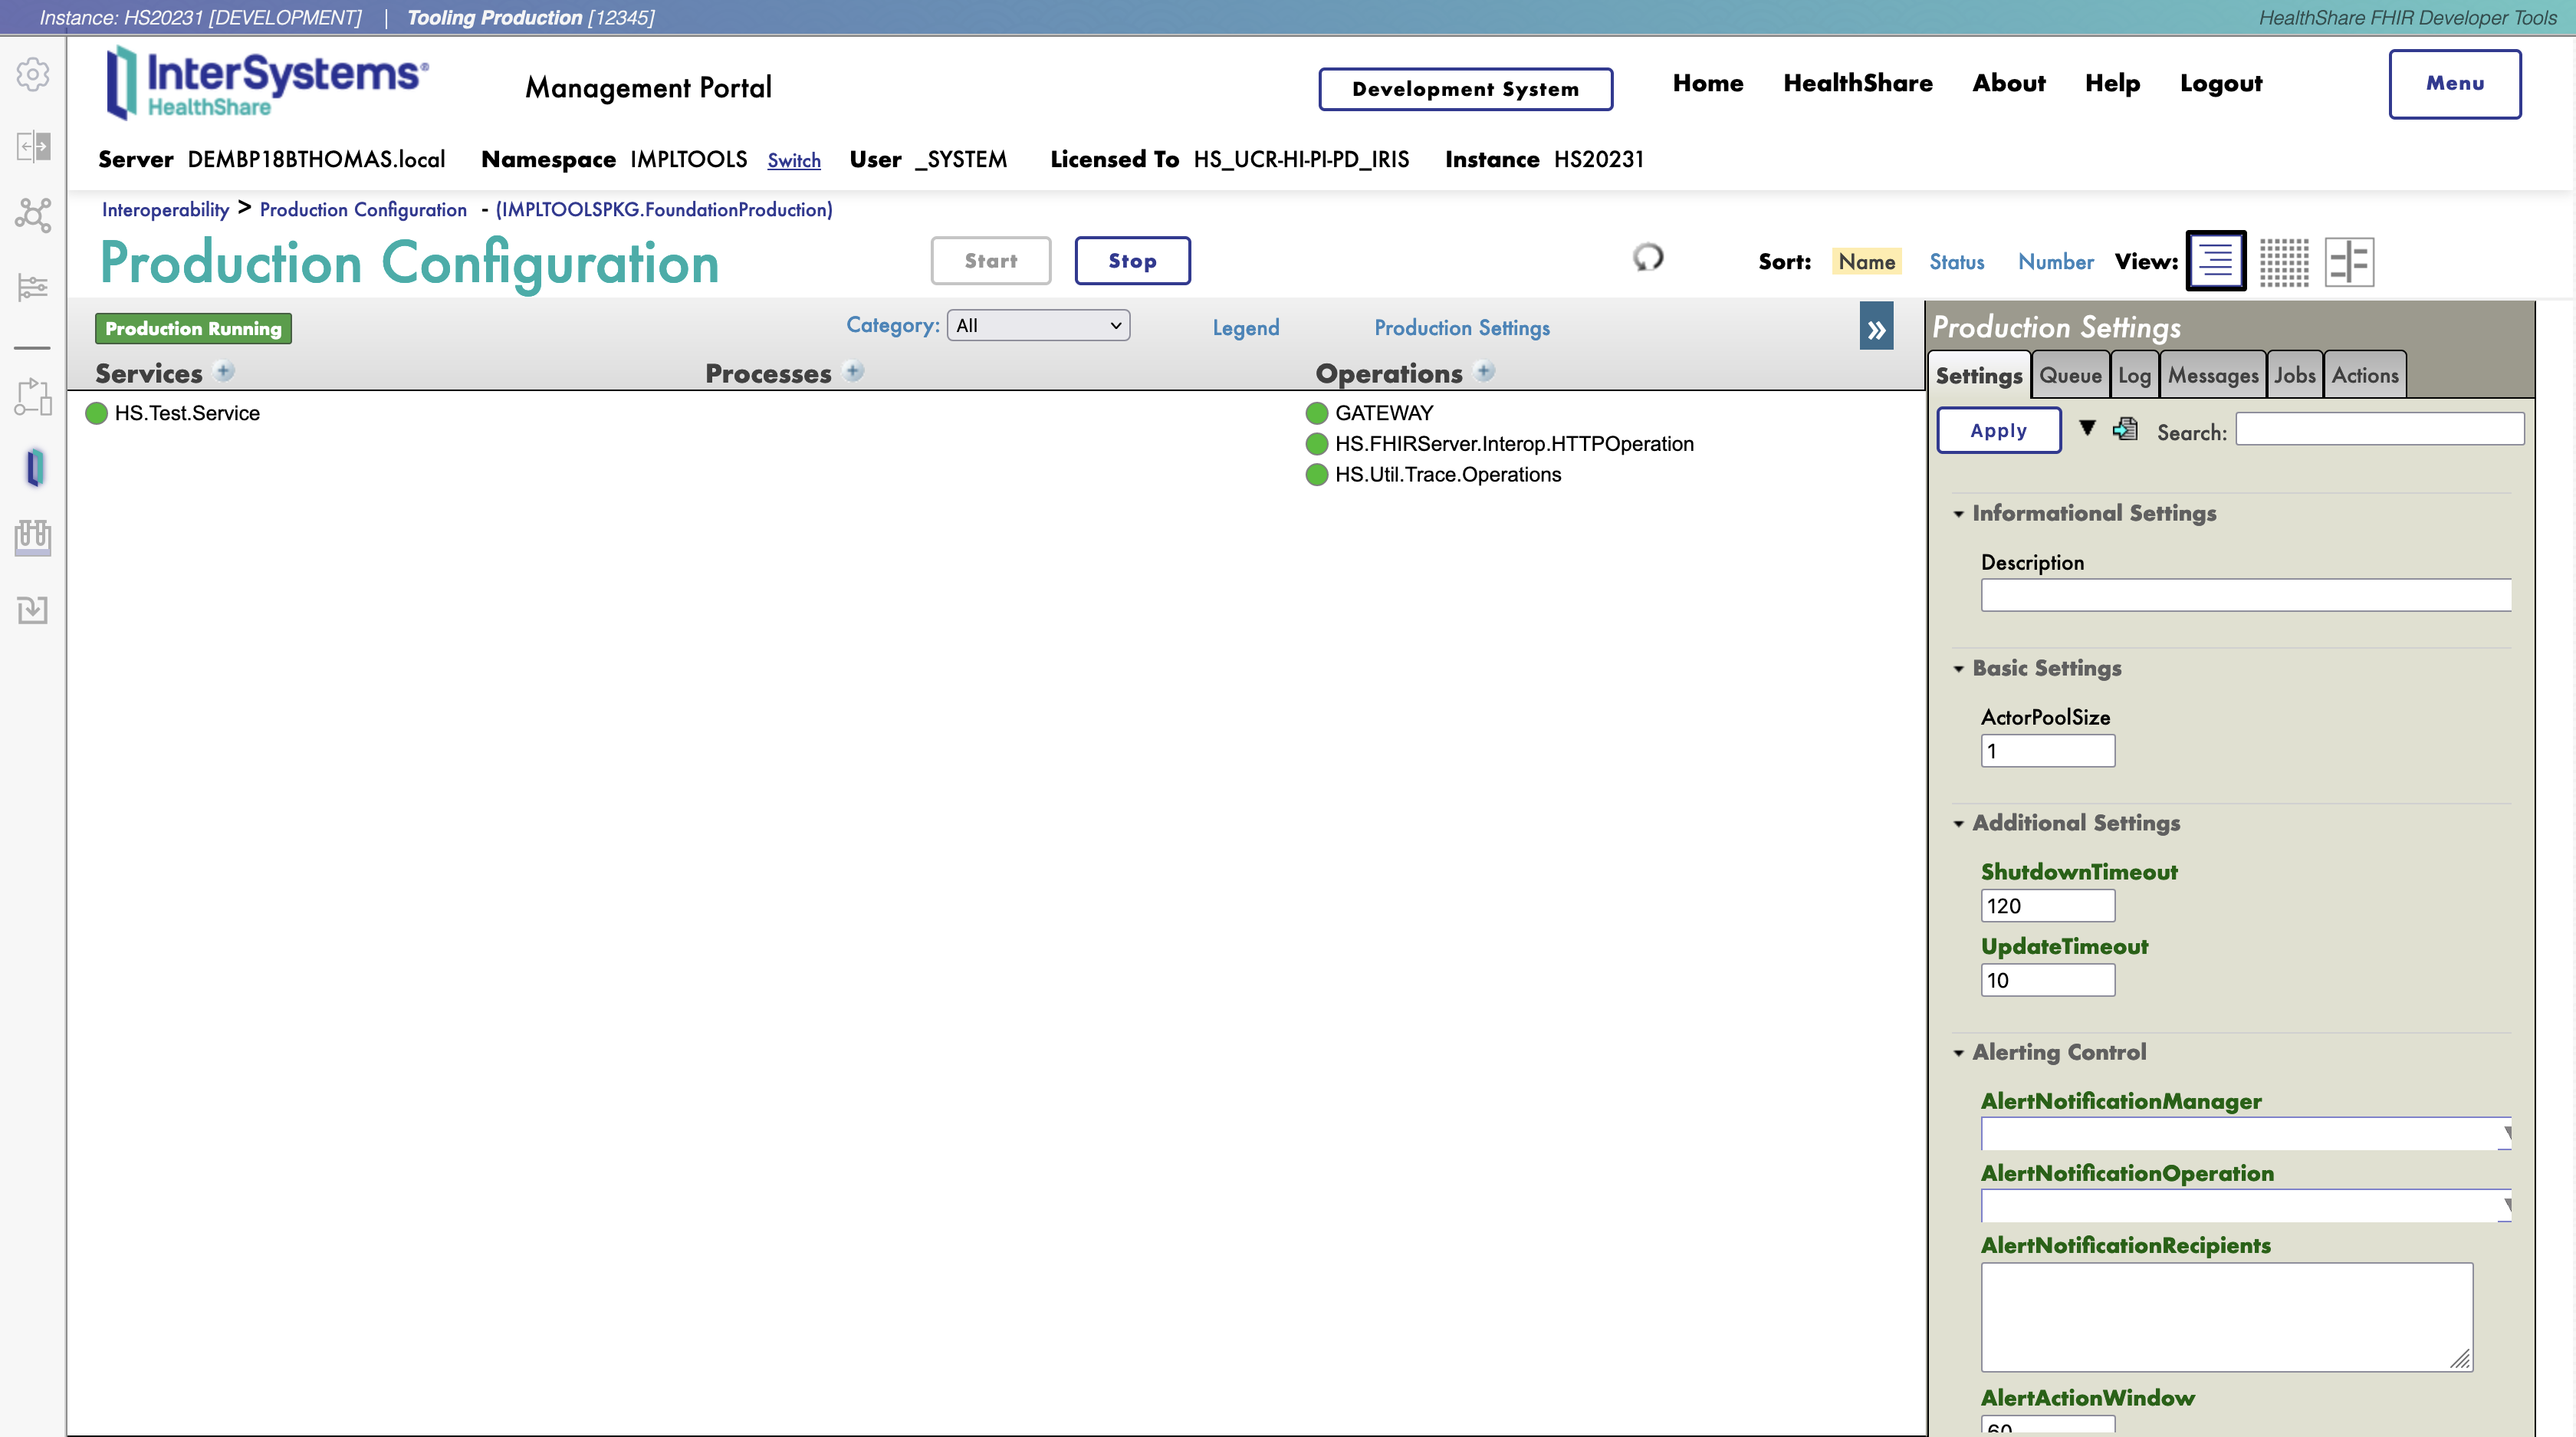 Instance: HS20231 [DEVELOPMENT] | Tooling Production [12345] HealthShare FHIR Developer Tools
InterSystems®
HealthShare
Management Portal
Development System
Home HealthShare About Help Logout
Menu
Server DEMBP18BTHOMAS.local Namespace IMPLTOOLS Switch User _SYSTEM Licensed To HS_UCR-HI-PI-PD_IRIS Instance HS20231
Interoperability > Production Configuration - (IMPLTOOLSPKG.FoundationProduction)
Production Configuration
Start Stop
Sort: Name Status Number View:
Production Running
Category: All
Legend
Production Settings
»
Services +
Processes +
Operations +
HS.Test.Service
GATEWAY
HS.FHIRServer.Interop.HTTPOperation
HS.Util.Trace.Operations
Production Settings
Settings Queue Log Messages Jobs Actions
Apply Search:
Informational Settings
Description
Basic Settings
ActorPoolSize
1
Additional Settings
ShutdownTimeout
120
UpdateTimeout
10
Alerting Control
AlertNotificationManager
AlertNotificationOperation
AlertNotificationRecipients
AlertActionWindow
60